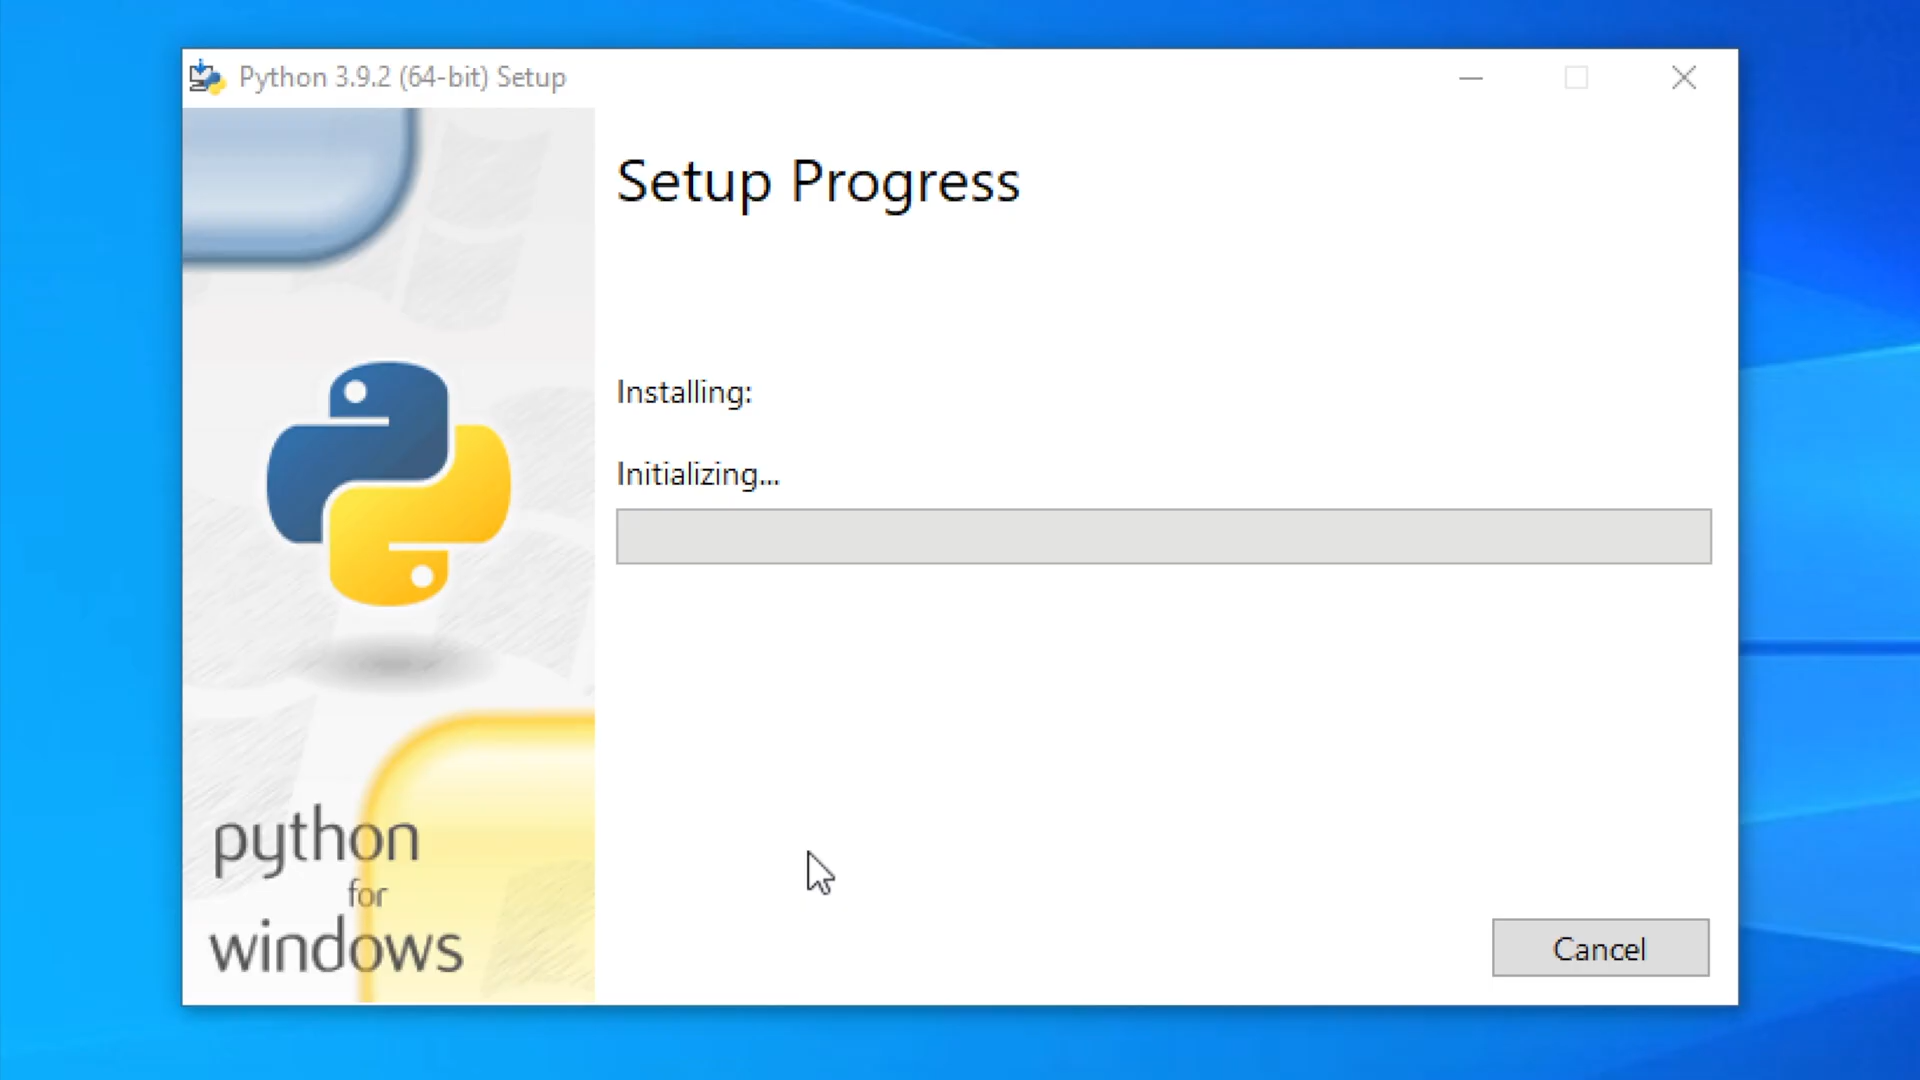 Python 3.9.2 (64-bit) Setup
Setup Progress
Installing:
Initializing...
python
for
windows
Cancel